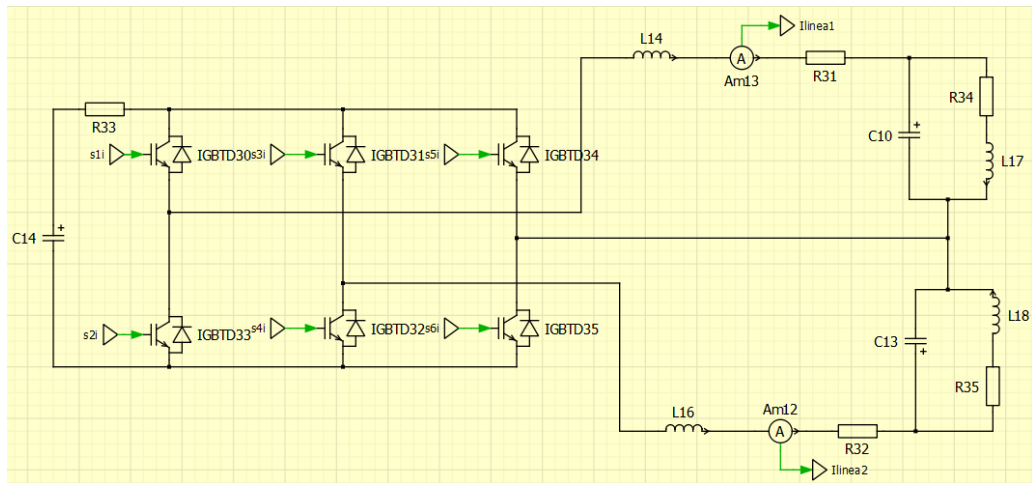 L14
Ilinea1
A
Am13
R31
R34
R33
C10
s1i
IGBTD30
s3i
IGBTD31
s5i
IGBTD34
L17
C14
s2i
IGBTD33
s4i
IGBTD32
s6i
IGBTD35
C13
L18
R35
L16
Am12
A
R32
Ilinea2